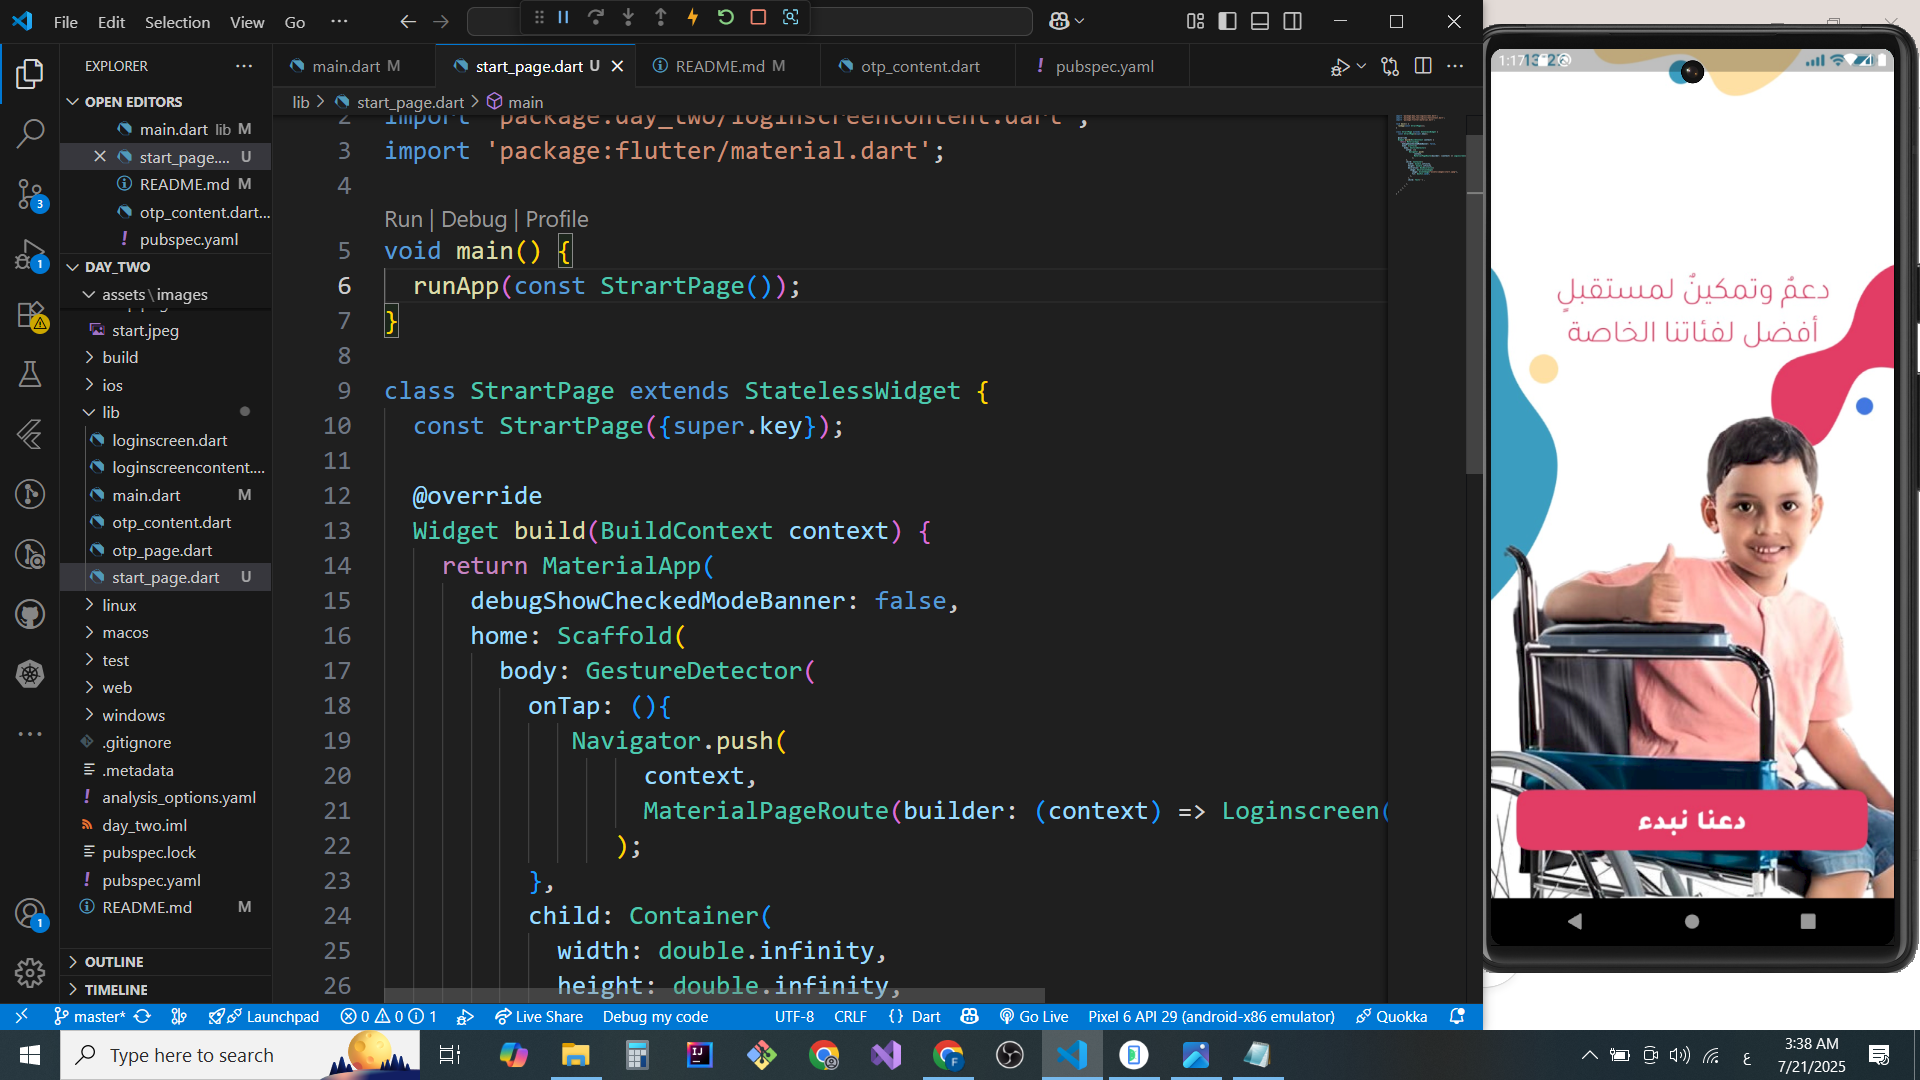 File Edit Selection View Go ···
EXPLORER ···
OPEN EDITORS
main.dart lib M
start_page.... U
README.md M
otp_content.dart...
! pubspec.yaml
DAY_TWO
assets\images
start.jpeg
build
ios
lib
loginscreen.dart
loginscreencontent....
main.dart M
otp_content.dart
otp_page.dart
start_page.dart U
linux
macos
test
web
windows
.gitignore
.metadata
! analysis_options.yaml
day_two.iml
pubspec.lock
! pubspec.yaml
README.md M
OUTLINE
TIMELINE
3
1
1
main.dart M
start_page.dart U
README.md M
otp_content.dart
! pubspec.yaml
lib > start_page.dart > main
2 import 'package:day_two/loginscreencontent.dart';
3 import 'package:flutter/material.dart';
4
Run | Debug | Profile
5 void main() {
6 runApp(const StrartPage());
7 }
8
9 class StrartPage extends StatelessWidget {
10 const StrartPage({super.key});
11
12 @override
13 Widget build(BuildContext context) {
14 return MaterialApp(
15 debugShowCheckedModeBanner: false,
16 home: Scaffold(
17 body: GestureDetector(
18 onTap: (){
19 Navigator.push(
20 context,
21 MaterialPageRoute(builder: (context) => Loginscreen(
22 );
23 },
24 child: Container(
25 width: double.infinity,
26 height: double.infinity,
1:17
دعمٌ وتمكينٌ لمستقبلٍ
أفضل لفئاتنا الخاصة
دعنا نبدء
master* Launchpad 0 0 1 Live Share Debug my code UTF-8 CRLF {} Dart Go Live Pixel 6 API 29 (android-x86 emulator) Quokka
Type here to search
ع
3:38 AM
7/21/2025